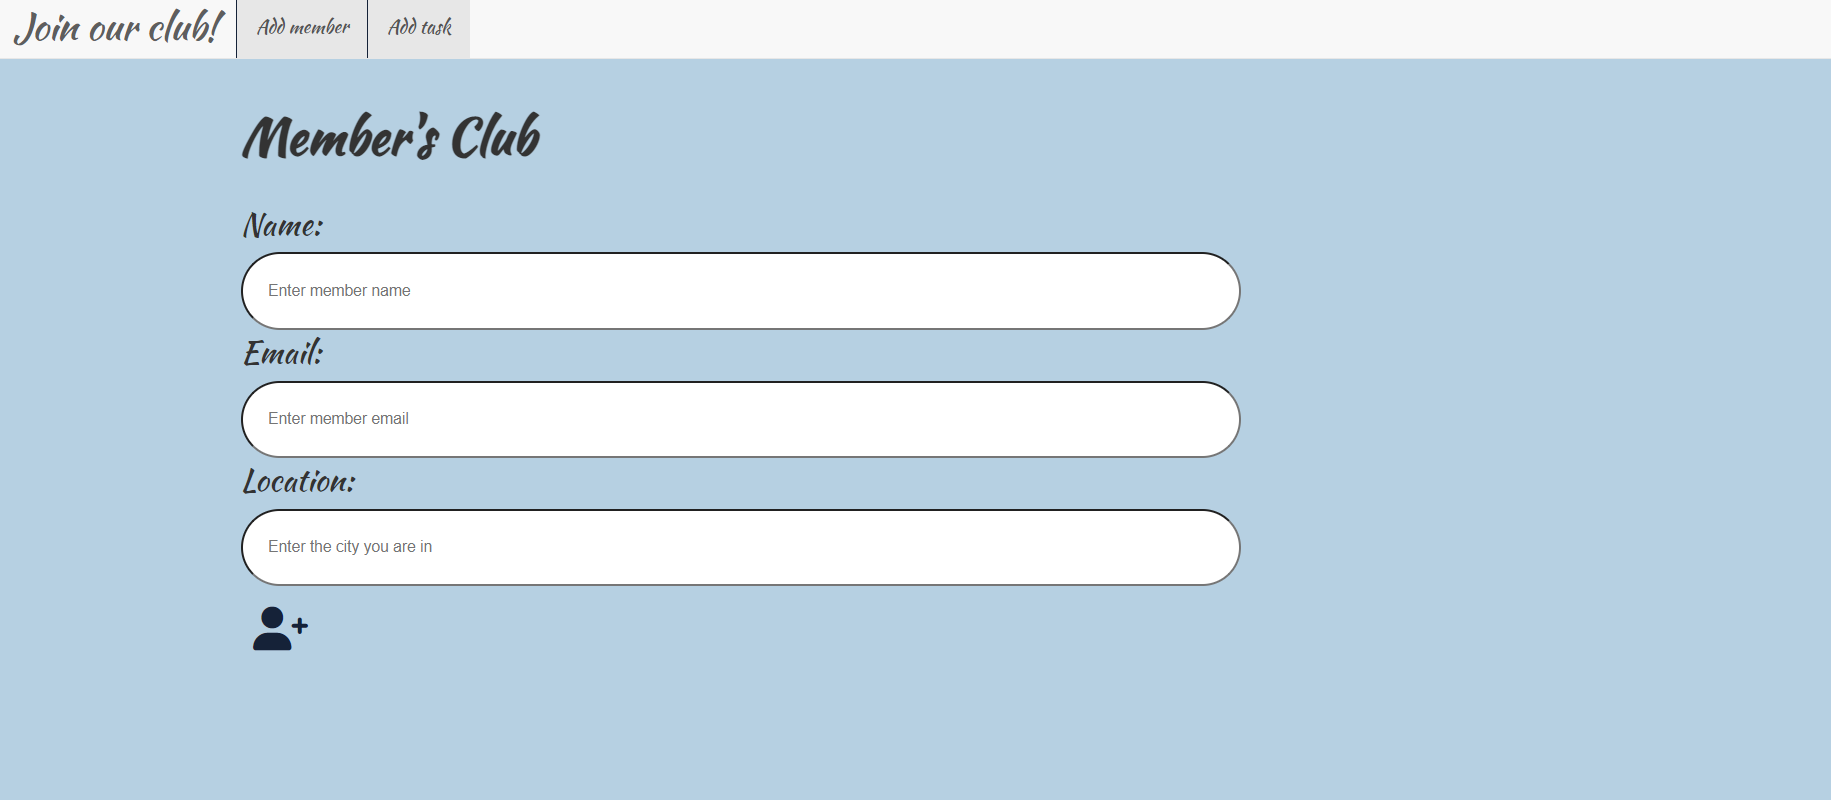 Join our club! Add member Add task
Member's Club
Name:
Enter member name
Email:
Enter member email
Location:
Enter the city you are in